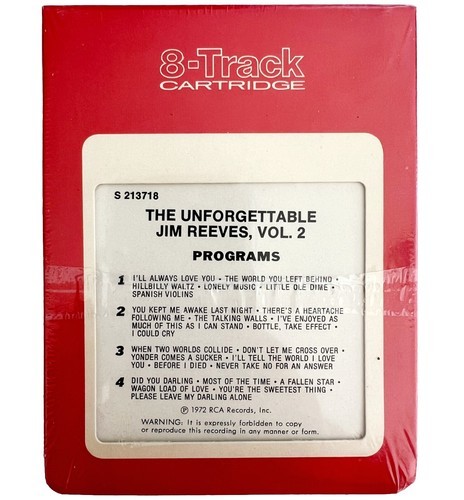 8-Track
CARTRIDGE
S 213718
THE UNFORGETTABLE
JIM REEVES, VOL. 2
PROGRAMS
1 I'LL ALWAYS LOVE YOU • THE WORLD YOU LEFT BEHIND •
HILLBILLY WALTZ • LONELY MUSIC • LITTLE OLE DIME •
SPANISH VIOLINS
2 YOU KEPT ME AWAKE LAST NIGHT • THERE'S A HEARTACHE
FOLLOWING ME • THE TALKING WALLS • I'VE ENJOYED AS
MUCH OF THIS AS I CAN STAND • BOTTLE, TAKE EFFECT •
I COULD CRY
3 WHEN TWO WORLDS COLLIDE • DON'T LET ME CROSS OVER •
YONDER COMES A SUCKER • I'LL TELL THE WORLD I LOVE
YOU • BEFORE I DIED • NEVER TAKE NO FOR AN ANSWER
4 DID YOU DARLING • MOST OF THE TIME • A FALLEN STAR •
WAGON LOAD OF LOVE • YOU'RE THE SWEETEST THING •
PLEASE LEAVE MY DARLING ALONE
Ⓟ 1972 RCA Records, Inc.
WARNING: It is expressly forbidden to copy
or reproduce this recording in any manner or form.